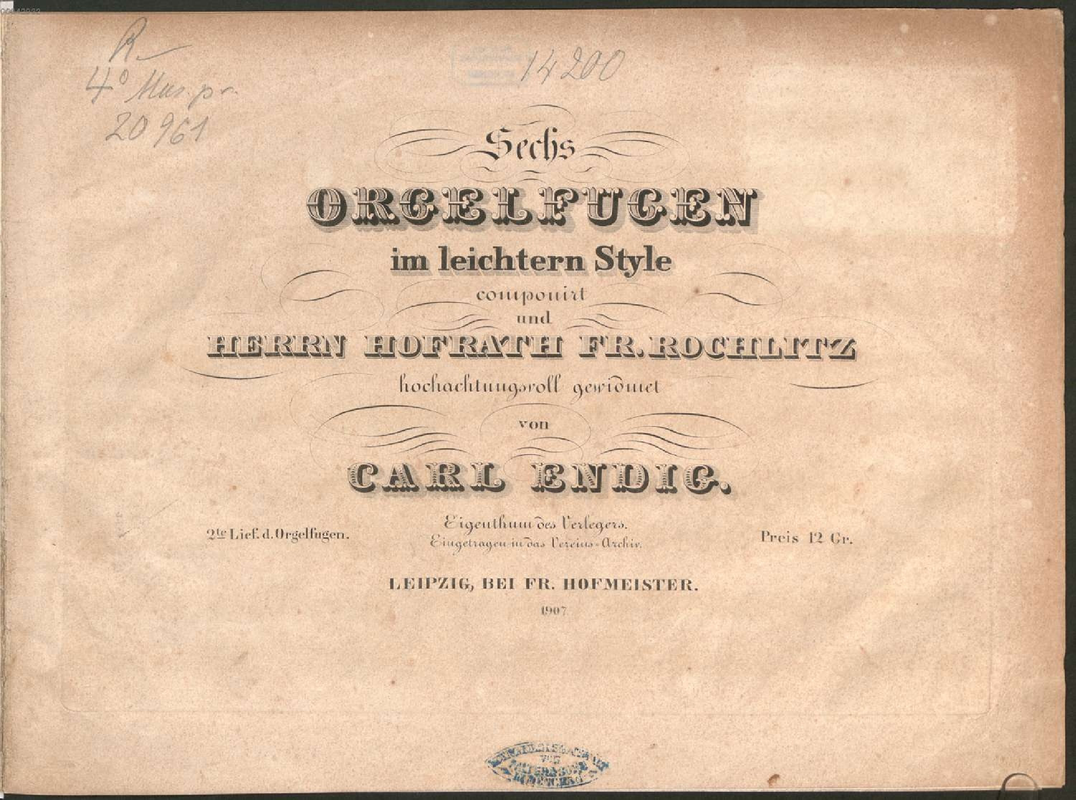 R
4° Mus. pr.
20 961
14200
Sechs
ORGELFUGEN
im leichtern Style
componirt
und
HERRN HOFRATH FR. ROCHLITZ
hochachtungsvoll gewidmet
von
CARL ENDIG.
2te Lief. d. Orgelfugen.
Eigenthum des Verlegers.
Eingetragen in das Vereins-Archiv.
Preis 12 Gr.
LEIPZIG, BEI FR. HOFMEISTER.
1907